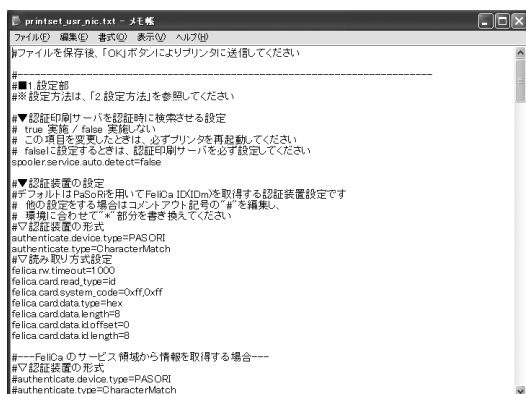 printset_usr_nic.txt - メモ帳
ファイル(F) 編集(E) 書式(O) 表示(V) ヘルプ(H)
#ファイルを保存後、「OK」ボタンによりプリンタに送信してください
#--------------------------------------------------------------------
#■1.設定部
#※設定方法は、「2.設定方法」を参照してください
#▼認証印刷サーバを認証時に検索させる設定
# true 実施 / false 実施しない
# この項目を変更したときは、必ずプリンタを再起動してください
# falseに設定するときは、認証印刷サーバを必ず設定してください
spooler.service.auto.detect=false
#▼認証装置の設定
#デフォルトはPaSoRiを用いてFeliCa ID(IDm)を取得する認証装置設定です
# 他の設定をする場合はコメントアウト記号の"#"を編集し、
# 環境に合わせて"*"部分を書き換えてください
#▽認証装置の形式
authenticate.device.type=PASORI
authenticate.type=CharacterMatch
#▽読み取り方式設定
felica.rw.timeout=1000
felica.card.read_type=id
felica.card.system_code=0xff,0xff
felica.card.data.type=hex
felica.card.data.length=8
felica.card.data.id.offset=0
felica.card.data.id.length=8
#---FeliCa のサービス領域から情報を取得する場合---
#▽認証装置の形式
#authenticate.device.type=PASORI
#authenticate.type=CharacterMatch